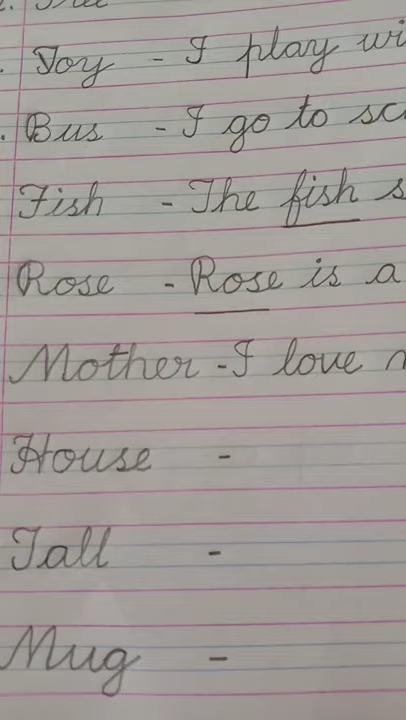 Toy - I play wi
Bus - I go to sc
Fish - The fish s
Rose - Rose is a
Mother - I love
House -
Tall -
Mug -